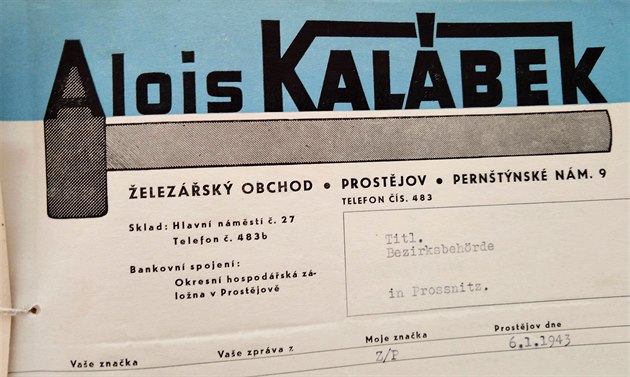 Alois KALÁBEK
ŽELEZÁŘSKÝ OBCHOD • PROSTĚJOV • PERNŠTÝNSKÉ NÁM. 9
TELEFON ČÍS. 483
Sklad: Hlavní náměstí č. 27
Telefon č. 483b
Bankovní spojení:
Okresní hospodářská zá-
ložna v Prostějově
Titl.
Bezirksbehörde
in Prossnitz.
Vaše značka
Vaše zpráva z
Moje značka
Z/P
Prostějov dne
6.1.1943